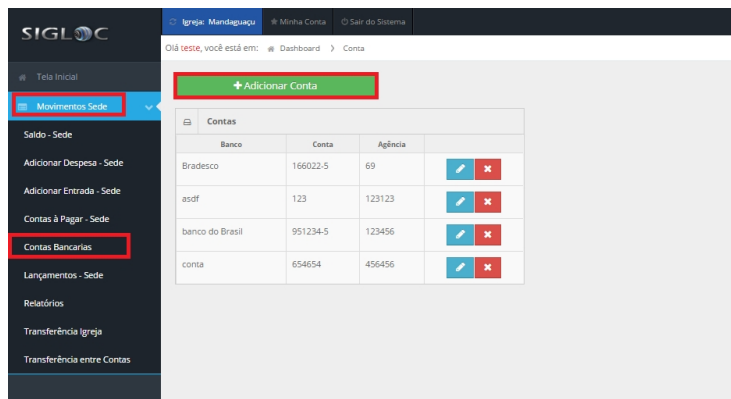 SIGLOC
Igreja: Mandaguaçu
Minha Conta
Sair do Sistema
Olá teste, você está em: Dashboard > Conta
Tela Inicial
Movimentos Sede
Saldo - Sede
Adicionar Despesa - Sede
Adicionar Entrada - Sede
Contas à Pagar - Sede
Contas Bancarias
Lançamentos - Sede
Relatórios
Transferência Igreja
Transferência entre Contas
Adicionar Conta
Contas
Banco Conta Agência
Bradesco 166022-5 69
asdf 123 123123
banco do Brasil 951234-5 123456
conta 654654 456456